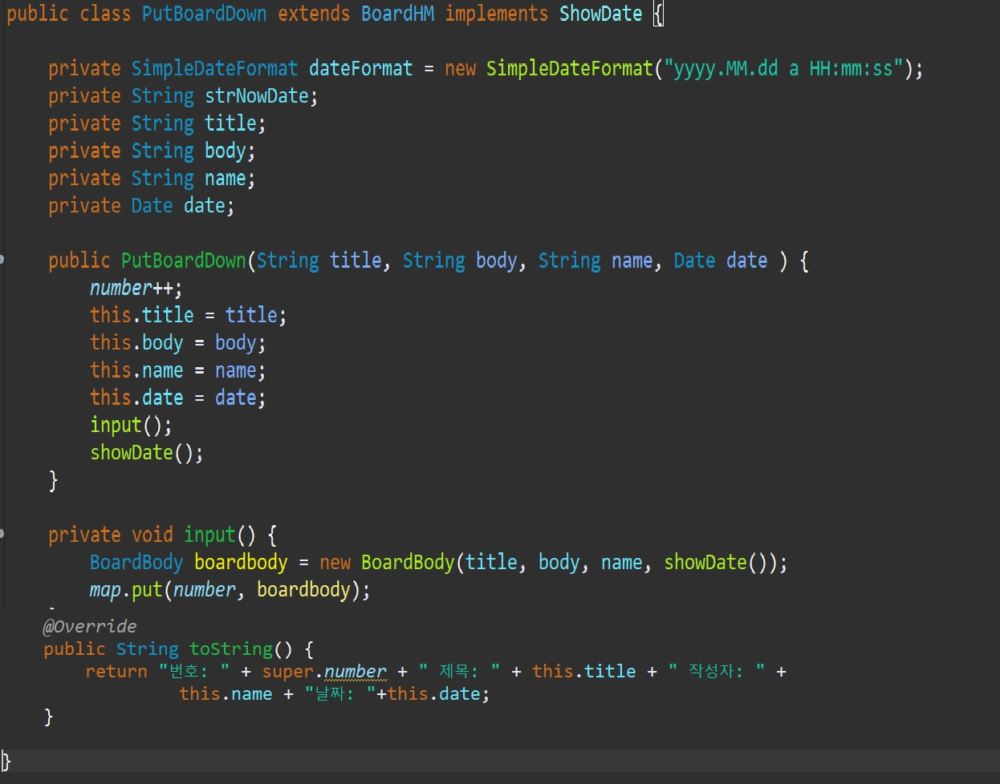 public class PutBoardDown extends BoardHM implements ShowDate {
private SimpleDateFormat dateFormat = new SimpleDateFormat("yyyy.MM.dd a HH:mm:ss");
private String strNowDate;
private String title;
private String body;
private String name;
private Date date;
public PutBoardDown(String title, String body, String name, Date date ) {
number++;
this.title = title;
this.body = body;
this.name = name;
this.date = date;
input();
showDate();
}
private void input() {
BoardBody boardbody = new BoardBody(title, body, name, showDate());
map.put(number, boardbody);
@Override
public String toString() {
return "번호: " + super.number + " 제목: " + this.title + " 작성자: " +
this.name + "날짜: "+this.date;
}
}